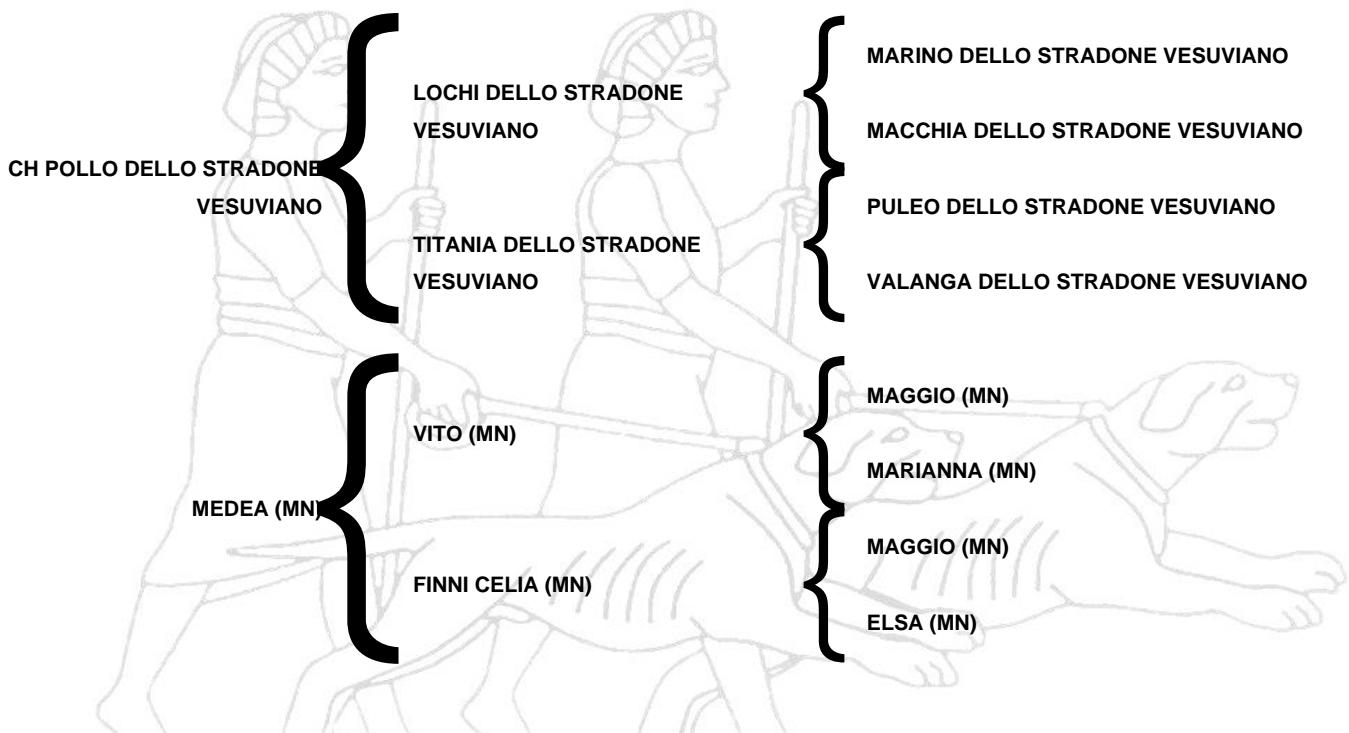 CH POLLO DELLO STRADONE
VESUVIANO
LOCHI DELLO STRADONE
VESUVIANO
MARINO DELLO STRADONE VESUVIANO
MACCHIA DELLO STRADONE VESUVIANO
TITANIA DELLO STRADONE
VESUVIANO
PULEO DELLO STRADONE VESUVIANO
VALANGA DELLO STRADONE VESUVIANO
MEDEA (MN)
VITO (MN)
MAGGIO (MN)
MARIANNA (MN)
FINNI CELIA (MN)
MAGGIO (MN)
ELSA (MN)